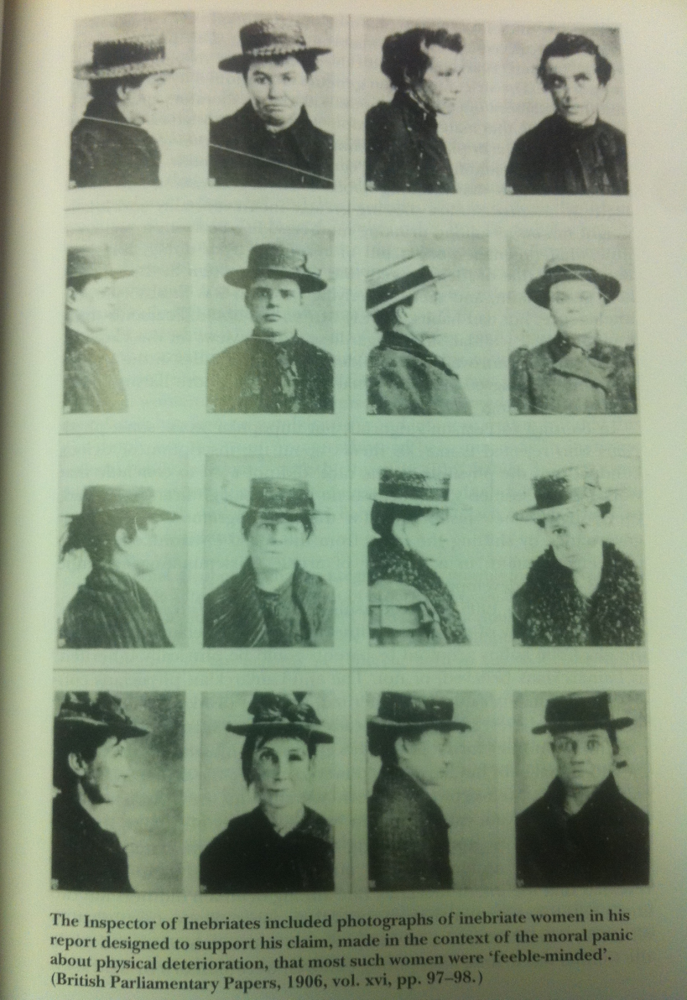 The Inspector of Inebriates included photographs of inebriate women in his
report designed to support his claim, made in the context of the moral panic
about physical deterioration, that most such women were ‘feeble-minded’.
(British Parliamentary Papers, 1906, vol. xvi, pp. 97–98.)